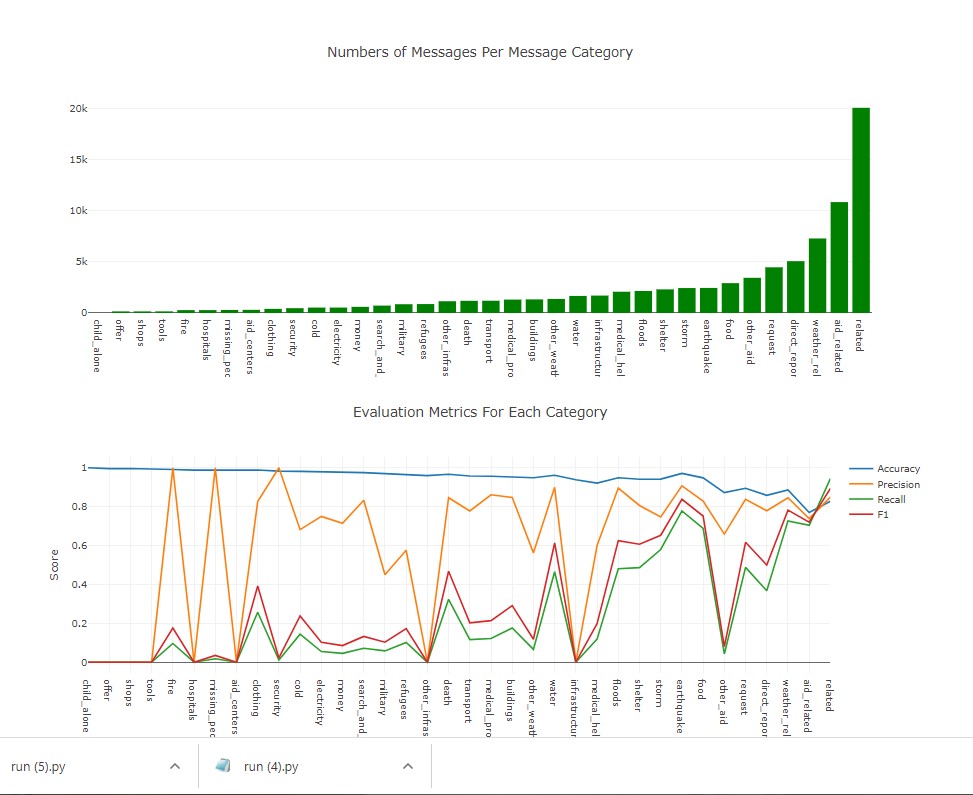 Numbers of Messages Per Message Category
20k
15k
10k
5k
0
child_alone
offer
shops
tools
fire
hospitals
missing_peo
aid_centers
clothing
security
cold
electricity
money
search_and_
military
refugees
other_infras
death
transport
medical_pro
buildings
other_weath
water
infrastructur
medical_hel
floods
shelter
storm
earthquake
food
other_aid
request
direct_repor
weather_rel
aid_related
related
Evaluation Metrics For Each Category
Score
1
0.8
0.6
0.4
0.2
0
Accuracy
Precision
Recall
F1
child_alone
offer
shops
tools
fire
hospitals
missing_peo
aid_centers
clothing
security
cold
electricity
money
search_and_
military
refugees
other_infras
death
transport
medical_pro
buildings
other_weath
water
infrastructur
medical_hel
floods
shelter
storm
earthquake
food
other_aid
request
direct_repor
weather_rel
aid_related
related
run (5).py
run (4).py